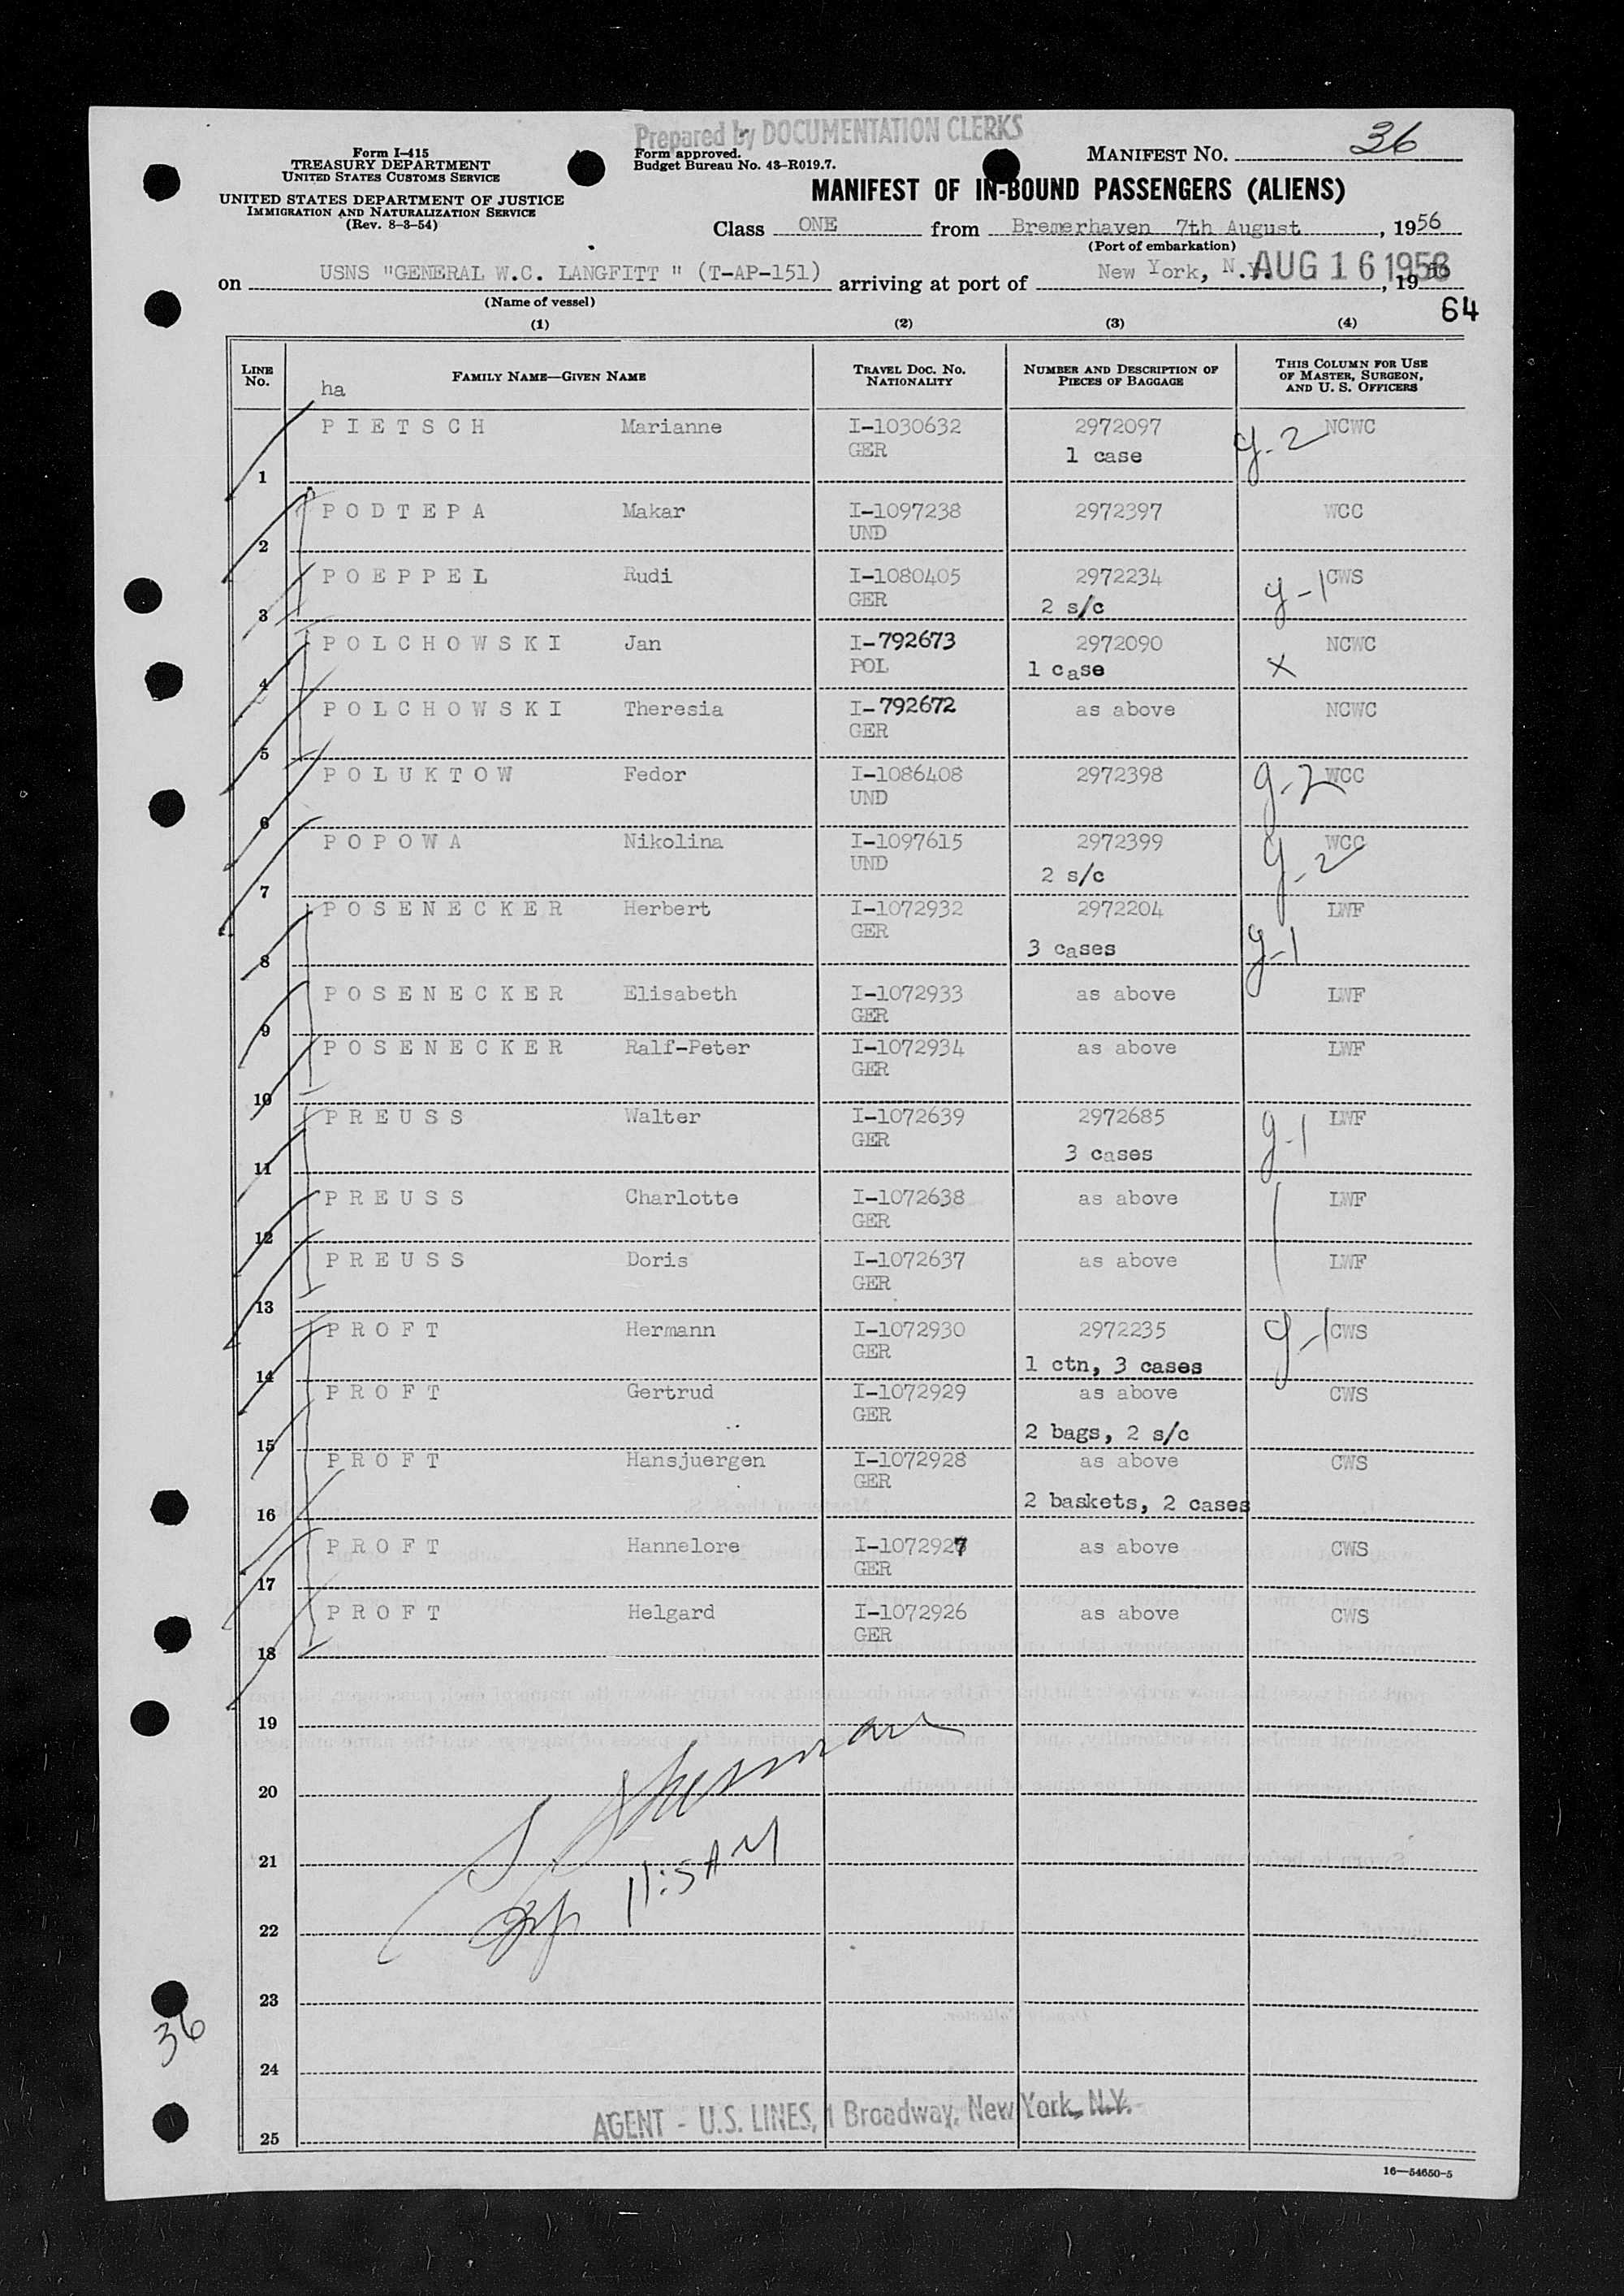 Prepared by DOCUMENTATION CLERKS
Form I-415
TREASURY DEPARTMENT
UNITED STATES CUSTOMS SERVICE
UNITED STATES DEPARTMENT OF JUSTICE
IMMIGRATION AND NATURALIZATION SERVICE
(Rev. 8-3-54)
Form approved.
Budget Bureau No. 43-R019.7.
MANIFEST NO. 36
MANIFEST OF IN-BOUND PASSENGERS (ALIENS)
Class ONE from Bremerhaven 7th August, 1956
(Port of embarkation)
on USNS "GENERAL W.C. LANGFITT " (T-AP-151) arriving at port of New York, N.Y. AUG 16 1956, 1956
(Name of vessel)
64
(1) (2) (3) (4)
LINE NO. FAMILY NAME—GIVEN NAME TRAVEL DOC. NO. NATIONALITY NUMBER AND DESCRIPTION OF PIECES OF BAGGAGE THIS COLUMN FOR USE OF MASTER, SURGEON, AND U. S. OFFICERS
ha
PIETSCH Marianne I-1030632 2972097 NCWC
1 GER 1 case g-2
PODTEPA Makar I-1097238 2972397 WCC
2 UND
POEPPEL Rudi I-1080405 2972234 g-1 CWS
3 GER 2 s/c
POLCHOWSKI Jan I-792673 2972090 NCWC
4 POL 1 case X
POLCHOWSKI Theresia I-792672 as above NCWC
5 GER
POLUKTOW Fedor I-1086408 2972398 g-2 WCC
6 UND
POPOWA Nikolina I-1097615 2972399 WCC
7 UND 2 s/c g-2
POSENECKER Herbert I-1072932 2972204 LWF
8 GER 3 cases g-1
POSENECKER Elisabeth I-1072933 as above LWF
9 GER
POSENECKER Ralf-Peter I-1072934 as above LWF
10 GER
PREUSS Walter I-1072639 2972685 g-1 LWF
11 GER 3 cases
PREUSS Charlotte I-1072638 as above LWF
12 GER
PREUSS Doris I-1072637 as above LWF
13 GER
PROFT Hermann I-1072930 2972235 g-1 CWS
14 GER 1 ctn, 3 cases
PROFT Gertrud I-1072929 as above CWS
15 GER 2 bags, 2 s/c
PROFT Hansjuergen I-1072928 as above CWS
16 GER 2 baskets, 2 cases
PROFT Hannelore I-1072927 as above CWS
17 GER
PROFT Helgard I-1072926 as above CWS
18 GER
19
20
21
11:5 AM
22
23
36
24
AGENT - U.S. LINES, 1 Broadway, New York, N.Y.
25
16—54650-5